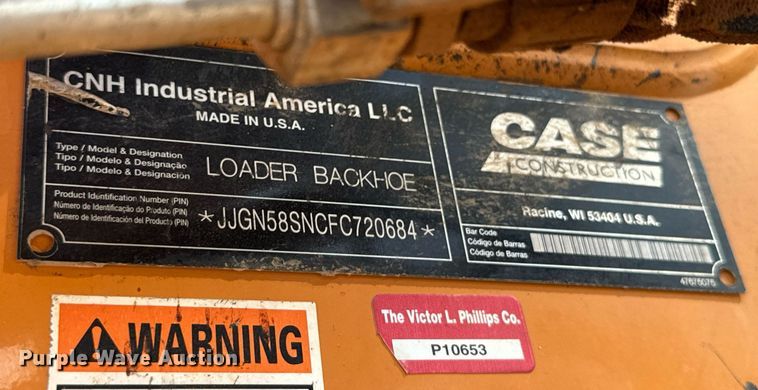 CNH Industrial America LLC
MADE IN U.S.A.
Type / Model & Designation
Tipo / Modelo & Designação
Tipo / Modelo & Designación
LOADER BACKHOE
Product Identification Number (PIN)
Número de Identificação do Produto (PIN)
Número de Identificación del Producto (PIN)
*JJGN58SNCFC720684*
CASE
CONSTRUCTION
Racine, WI 53404 U.S.A.
Bar Code
Código de Barras
Código de Barras
47675075
WARNING
The Victor L. Phillips Co.
P10653
Purple Wave Auction